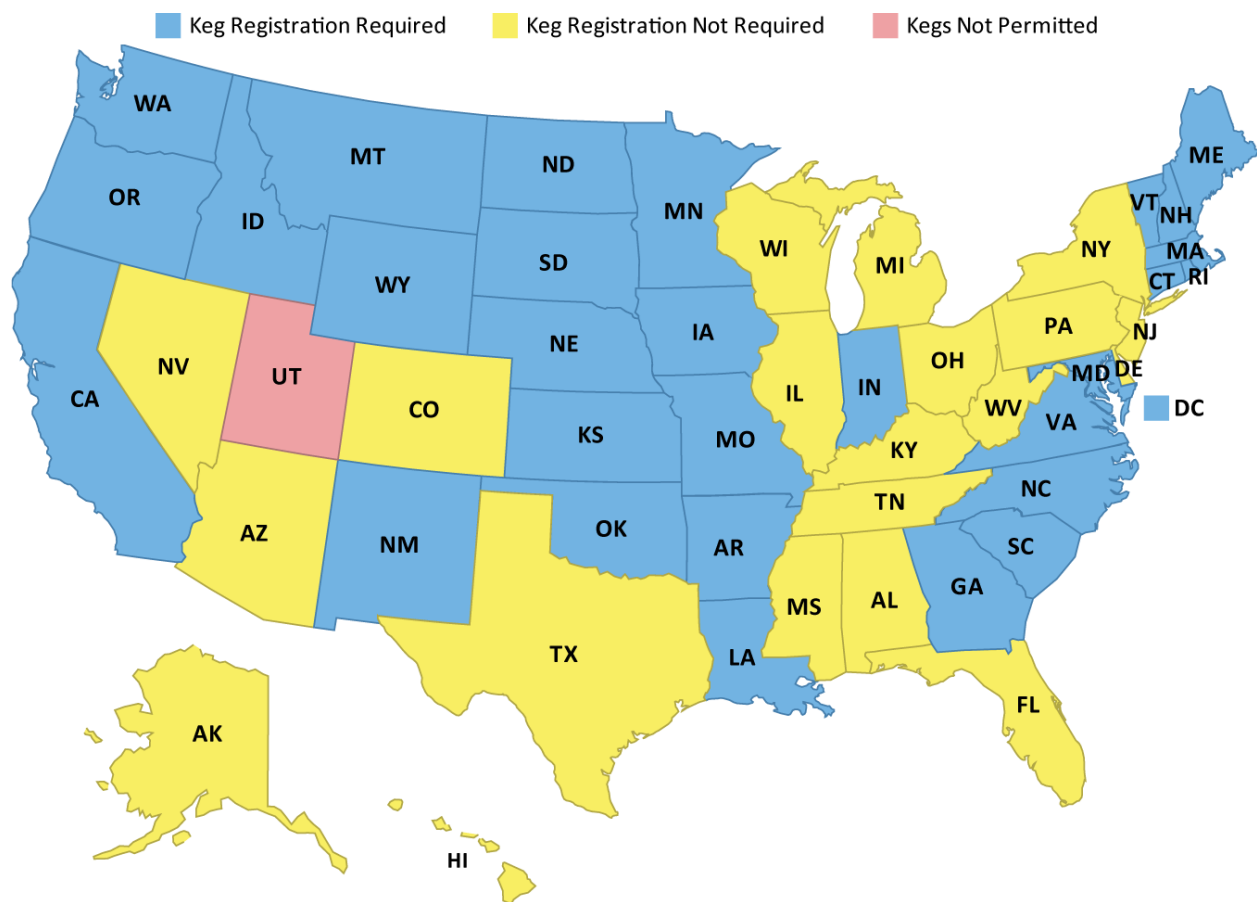 Keg Registration Required Keg Registration Not Required Kegs Not Permitted
WA
ME
MT
ND
OR
VT
NH
MN
ID
NY
WI
MA
SD
MI
RI
CT
WY
PA
NJ
IA
NE
OH
NV
DE
MD
UT
IN
IL
CA
WV
CO
DC
VA
KS
MO
KY
NC
TN
OK
AZ
NM
AR
SC
GA
MS
AL
TX
LA
FL
AK
HI